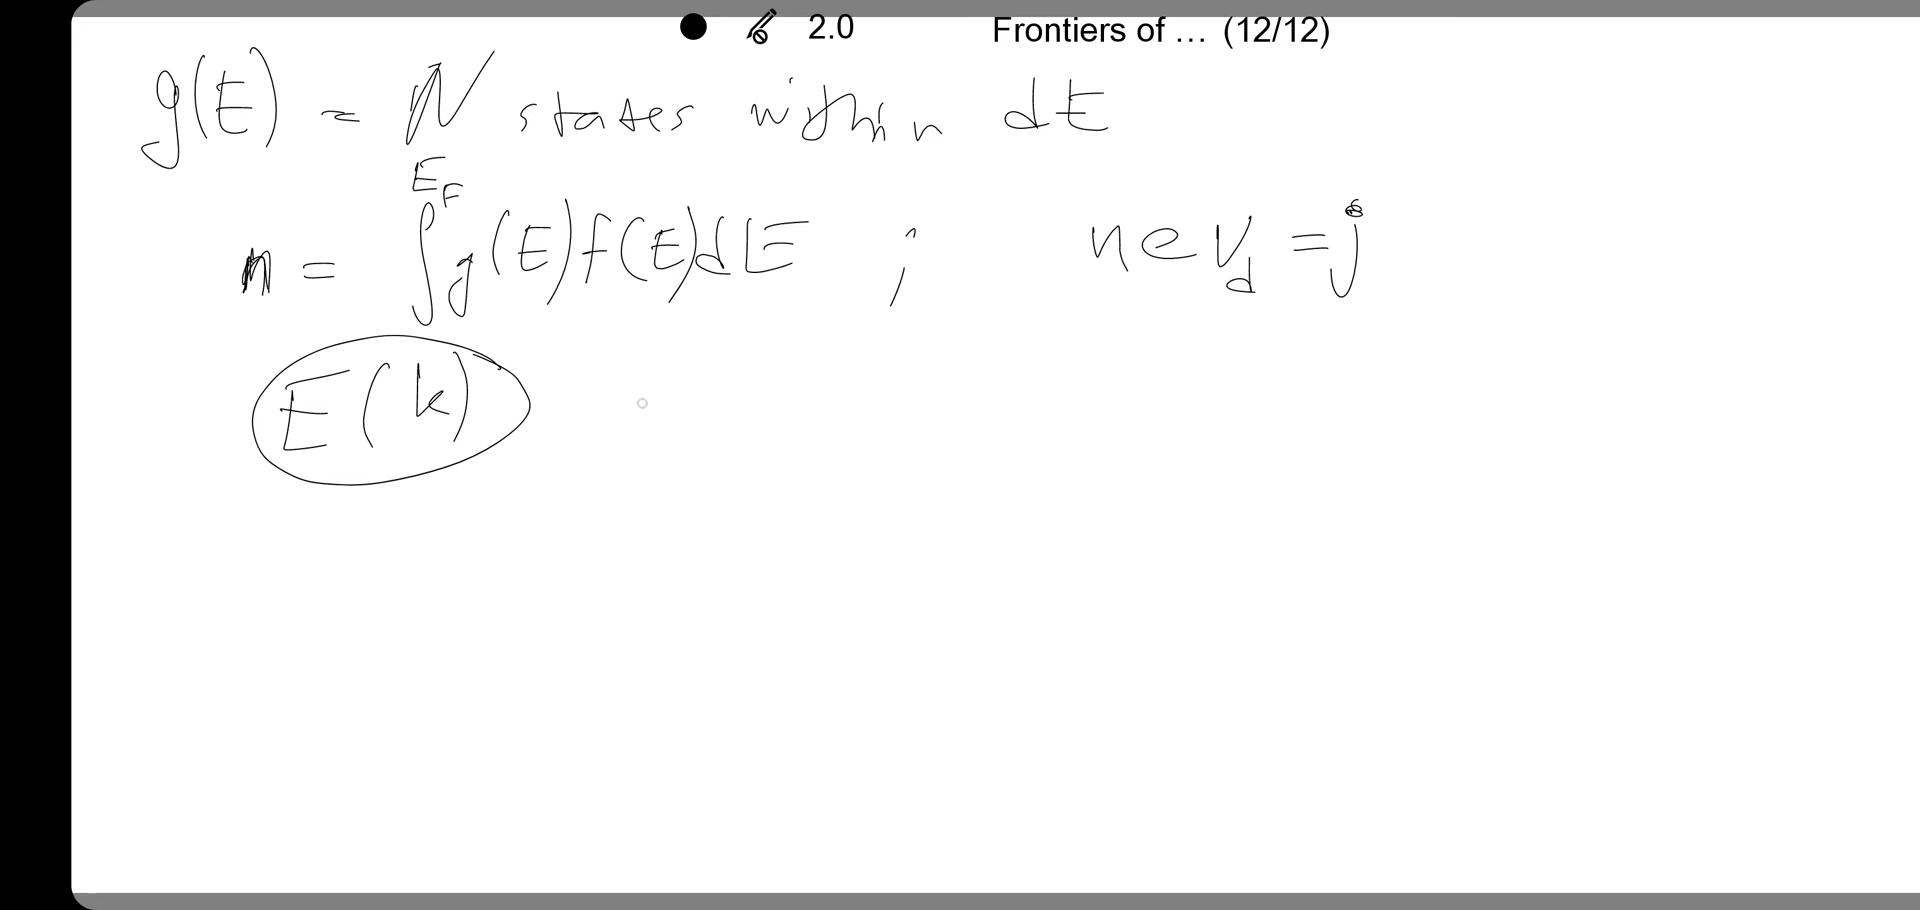 2.0 Frontiers of … (12/12)
g(E) = N states within dE
n = ∫^{E_F} g(E) f(E) dE ; n e v_d = j
E(k)